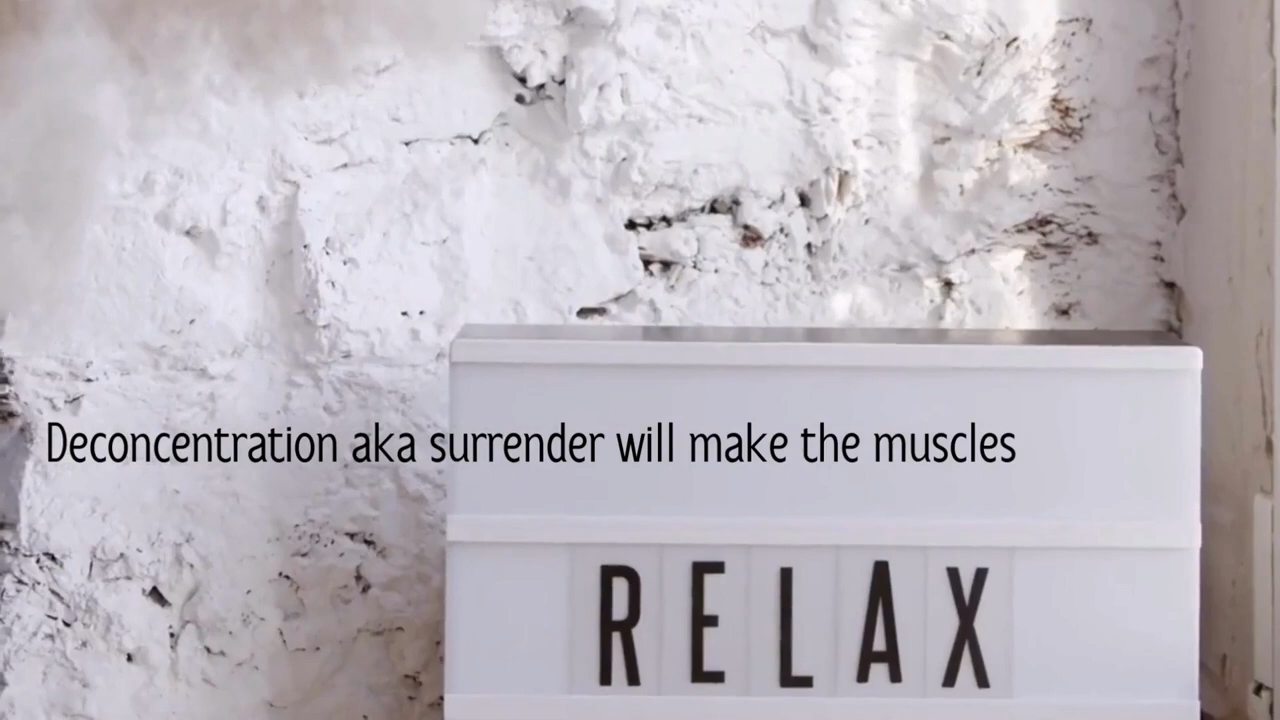 Deconcentration aka surrender will make the muscles
RELAX